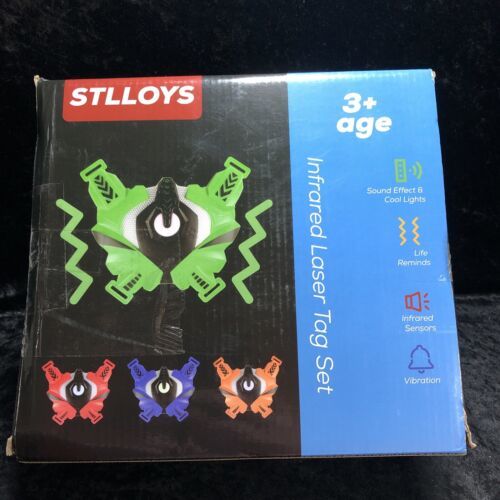 STLLOYS
3+
age
Infrared Laser Tag Set
Sound Effect &
Cool Lights
Life
Reminds
Infrared
Sensors
Vibration